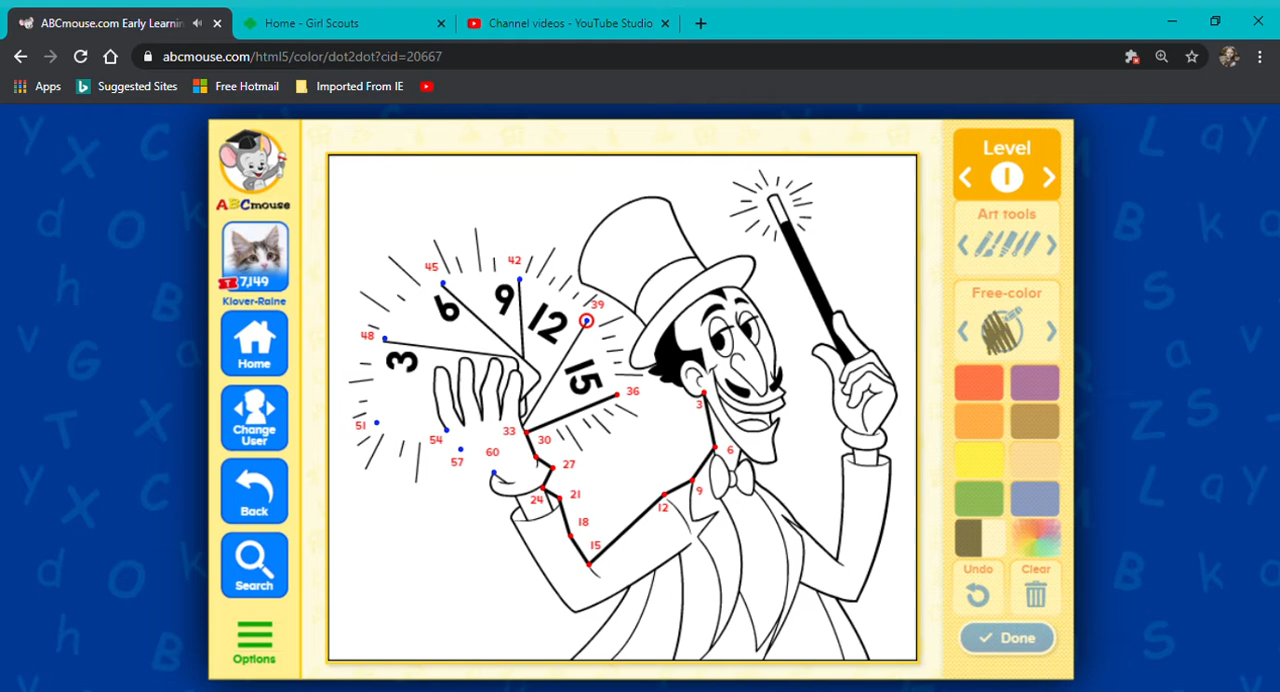 ABCmouse.com Early Learnin
Home - Girl Scouts
Channel videos - YouTube Studio
abcmouse.com/html5/color/dot2dot?cid=20667
Apps
Suggested Sites
Free Hotmail
Imported From IE
ABCmouse
T 7,149
Klover-Raine
Home
Change
User
Back
Search
Options
45
42
39
48
6
9
12
3
15
36
51
54
33
30
57
60
27
24
21
18
15
12
9
6
3
Level
1
Art tools
Free-color
Undo
Clear
Done